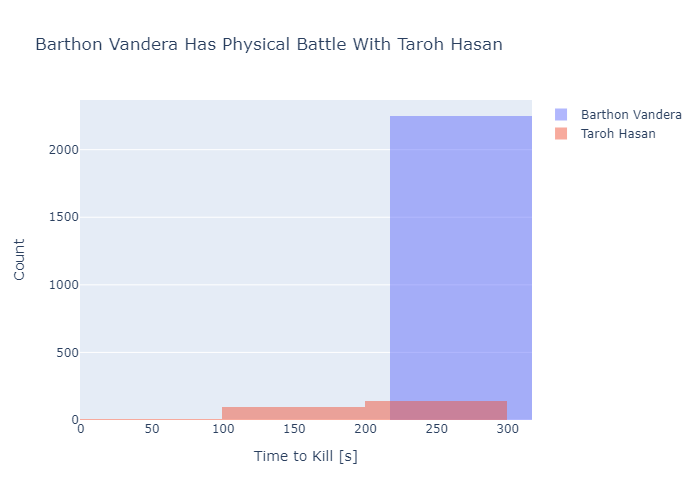 Barthon Vandera Has Physical Battle With Taroh Hasan
Barthon Vandera
Taroh Hasan
2000
1500
1000
500
0
Count
0 50 100 150 200 250 300
Time to Kill [s]